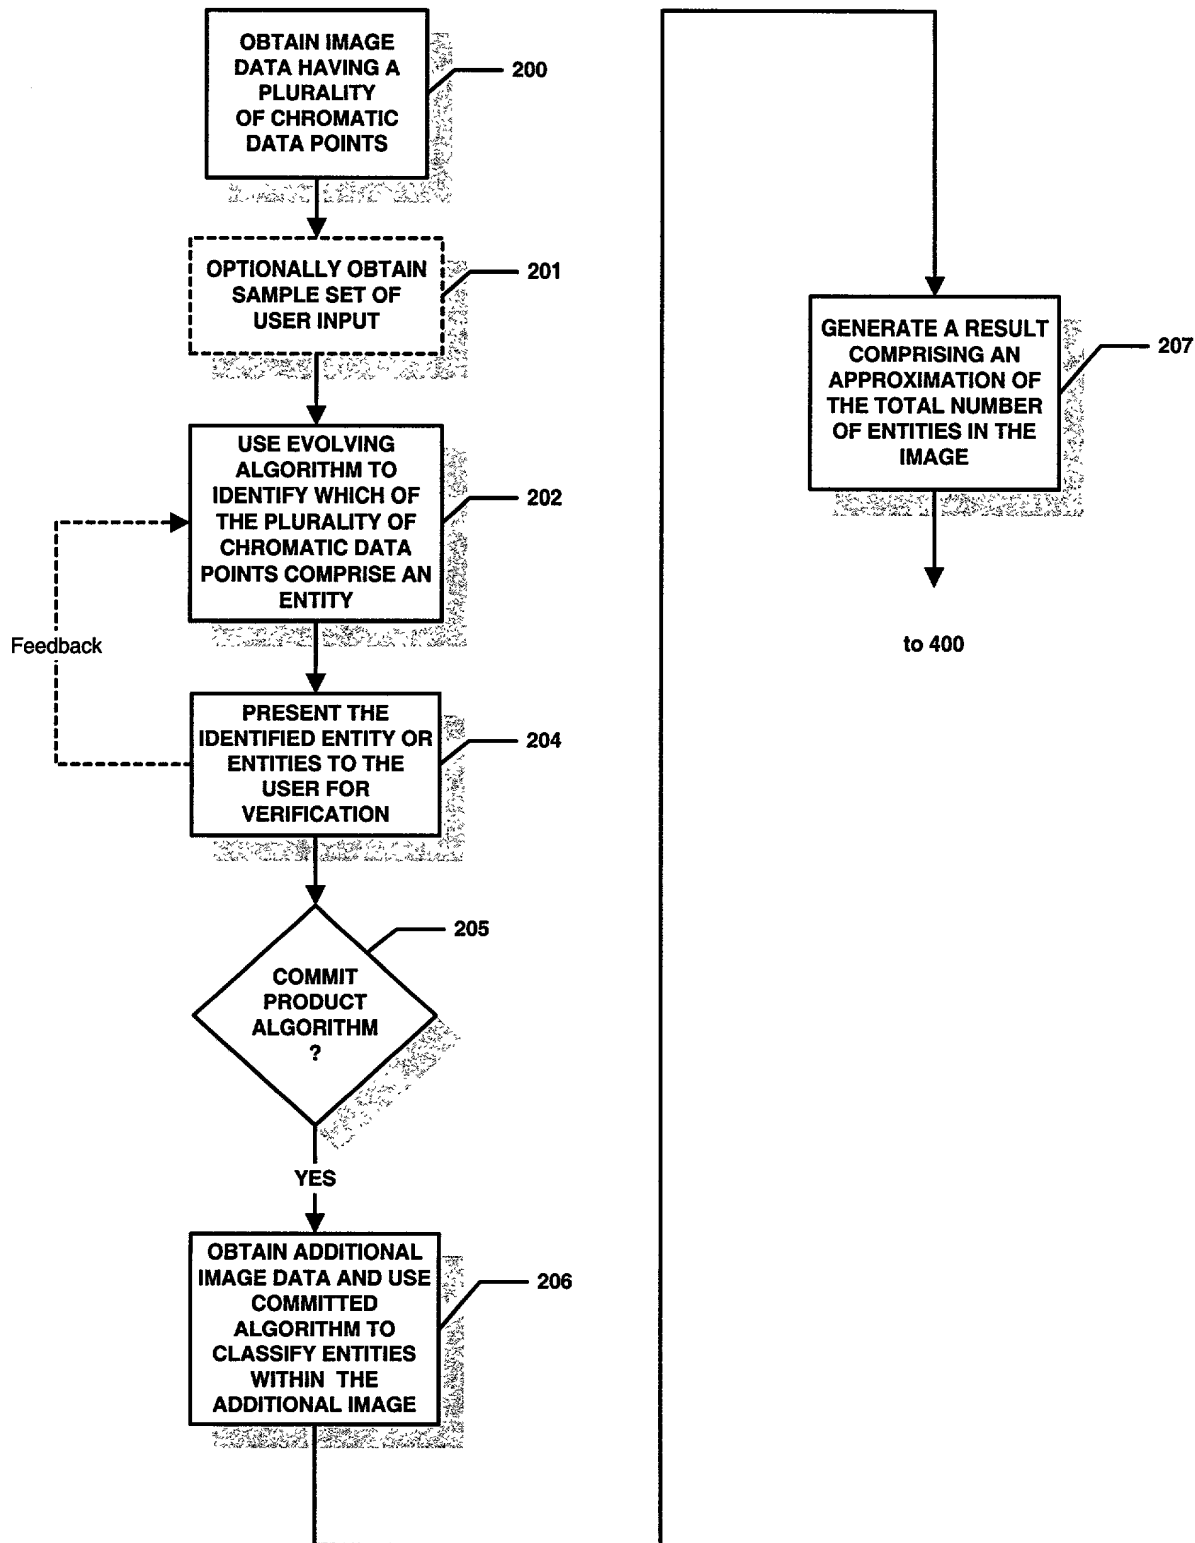 OBTAIN IMAGE
DATA HAVING A
PLURALITY
OF CHROMATIC
DATA POINTS
200
OPTIONALLY OBTAIN
SAMPLE SET OF
USER INPUT
201
USE EVOLVING
ALGORITHM TO
IDENTIFY WHICH OF
THE PLURALITY OF
CHROMATIC DATA
POINTS COMPRISE AN
ENTITY
202
Feedback
PRESENT THE
IDENTIFIED ENTITY OR
ENTITIES TO THE
USER FOR
VERIFICATION
204
COMMIT
PRODUCT
ALGORITHM
?
205
YES
OBTAIN ADDITIONAL
IMAGE DATA AND USE
COMMITTED
ALGORITHM TO
CLASSIFY ENTITIES
WITHIN THE
ADDITIONAL IMAGE
206
GENERATE A RESULT
COMPRISING AN
APPROXIMATION OF
THE TOTAL NUMBER
OF ENTITIES IN THE
IMAGE
207
to 400